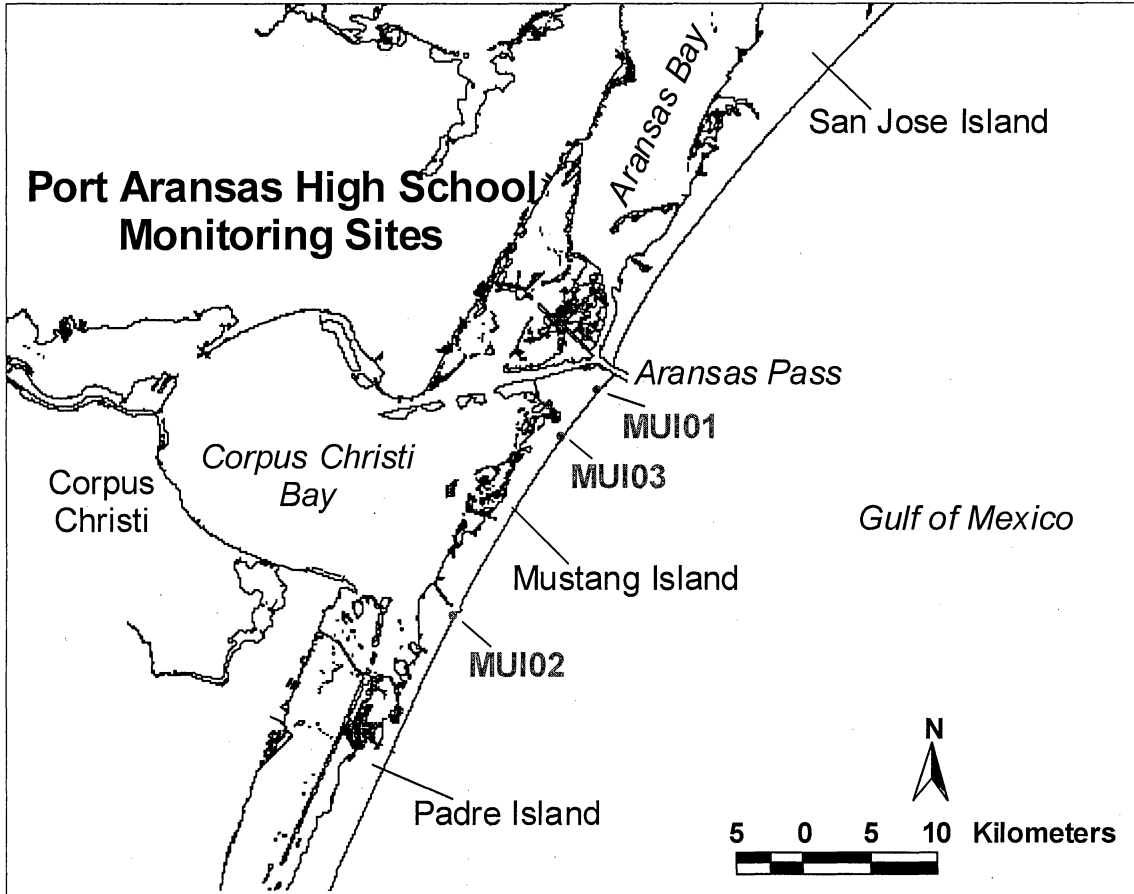 Aransas Bay
San Jose Island
Port Aransas High School
Monitoring Sites
Aransas Pass
MUI01
MUI03
Corpus Christi
Bay
Corpus
Christi
Gulf of Mexico
Mustang Island
MUI02
Padre Island
N
5 0 5 10 Kilometers